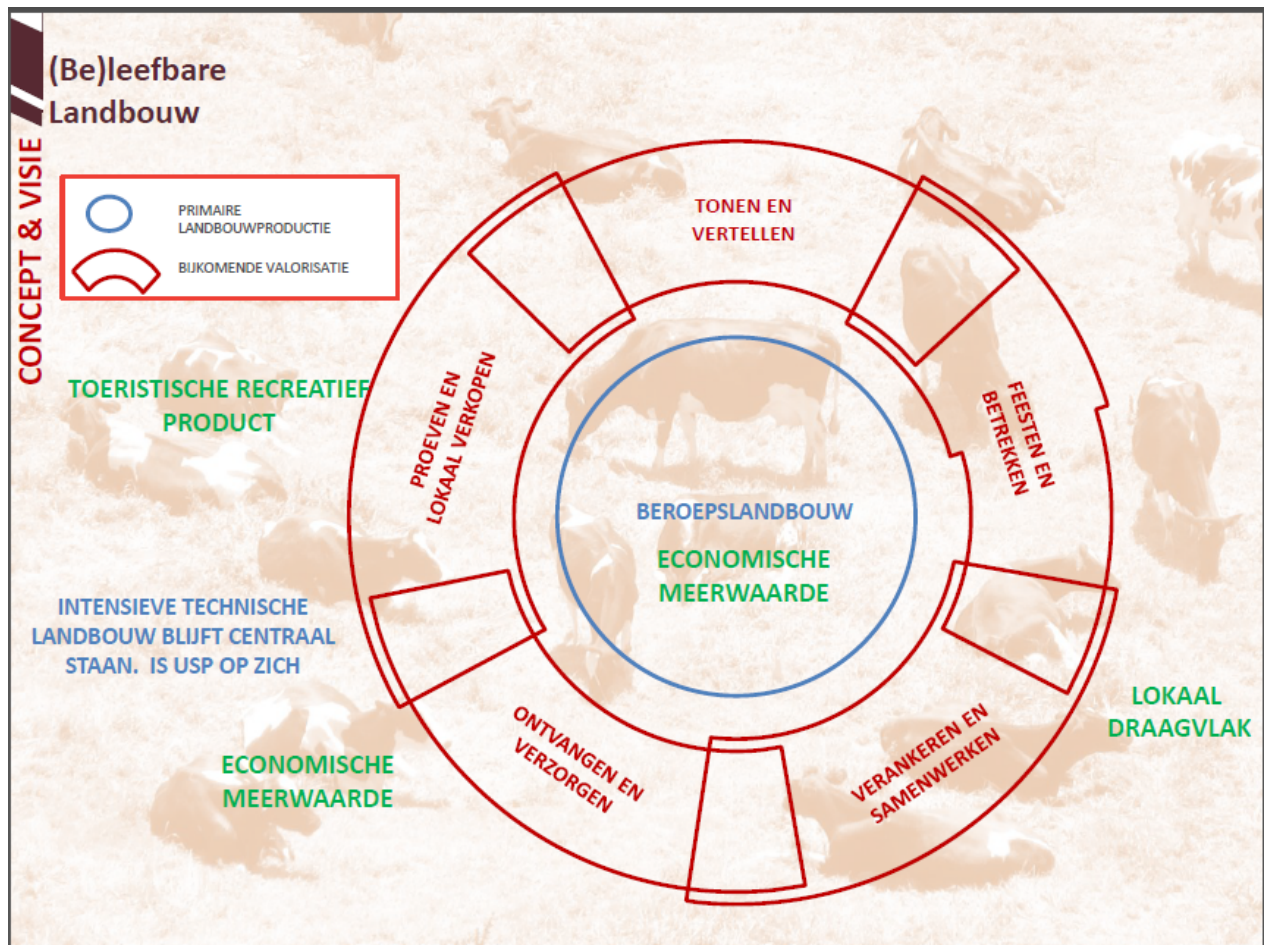 (Be)leefbare
Landbouw
CONCEPT & VISIE
PRIMAIRE
LANDBOUWPRODUCTIE
BIJKOMENDE VALORISATIE
TONEN EN
VERTELLEN
FEESTEN EN
BETREKKEN
PROEVEN EN
LOKAAL VERKOPEN
TOERISTISCHE RECREATIEF
PRODUCT
BEROEPSLANDBOUW
ECONOMISCHE
MEERWAARDE
INTENSIEVE TECHNISCHE
LANDBOUW BLIJFT CENTRAAL
STAAN. IS USP OP ZICH
LOKAAL
DRAAGVLAK
ONTVANGEN EN
VERZORGEN
VERANKEREN EN
SAMENWERKEN
ECONOMISCHE
MEERWAARDE